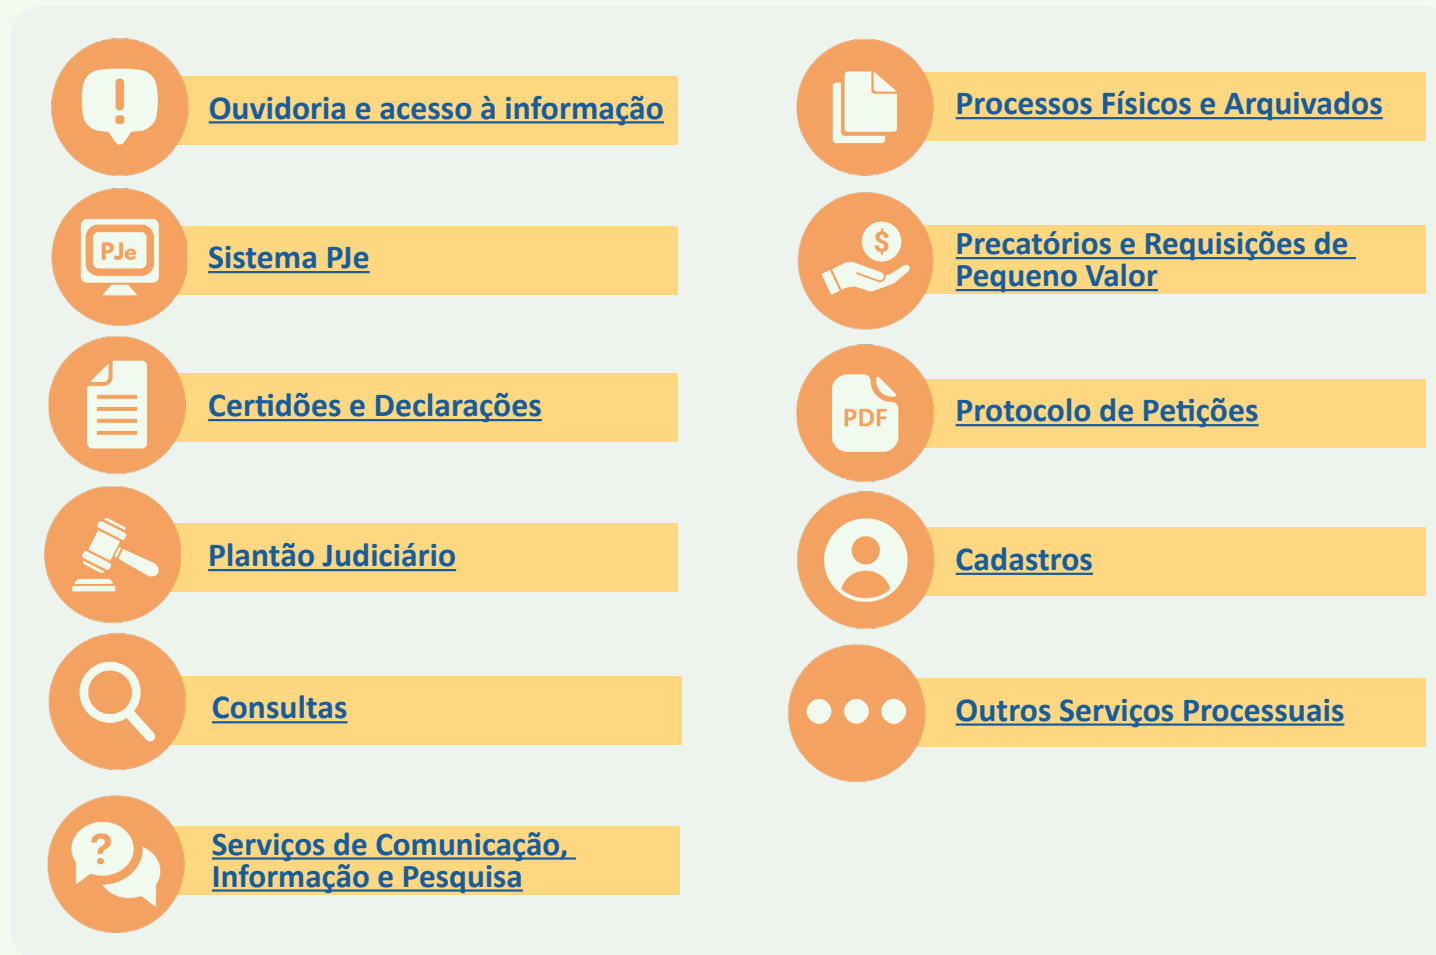 Ouvidoria e acesso à informação
PJe
Sistema PJe
Certidões e Declarações
Plantão Judiciário
Consultas
?
Serviços de Comunicação,
Informação e Pesquisa
Processos Físicos e Arquivados
$
Precatórios e Requisições de
Pequeno Valor
PDF
Protocolo de Petições
Cadastros
Outros Serviços Processuais